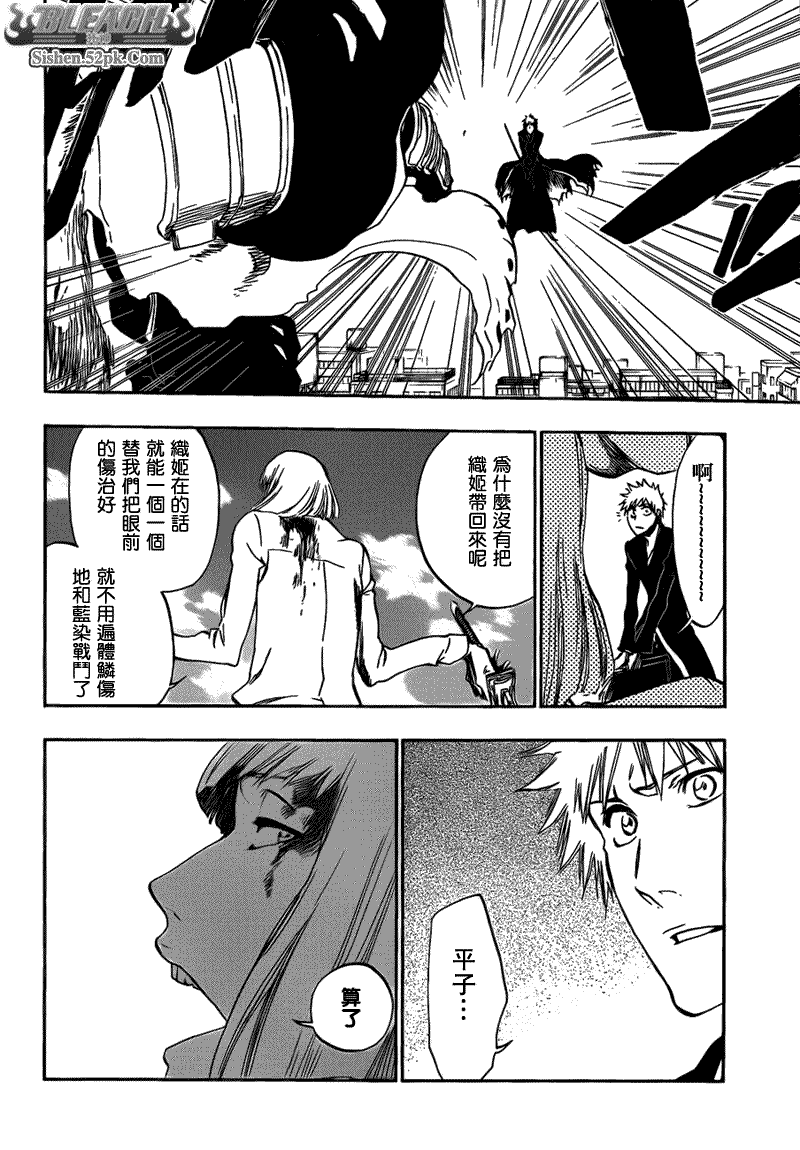 BLEACH
Sishen.52pk.Com
啊~~~~~~~~~~~
為什麼沒有把
織姬帶回來呢
織姬在的話
就能一個一個
替我們把眼前
的傷治好
就不用遍體鱗傷
地和藍染戰鬥了
平子…
算了